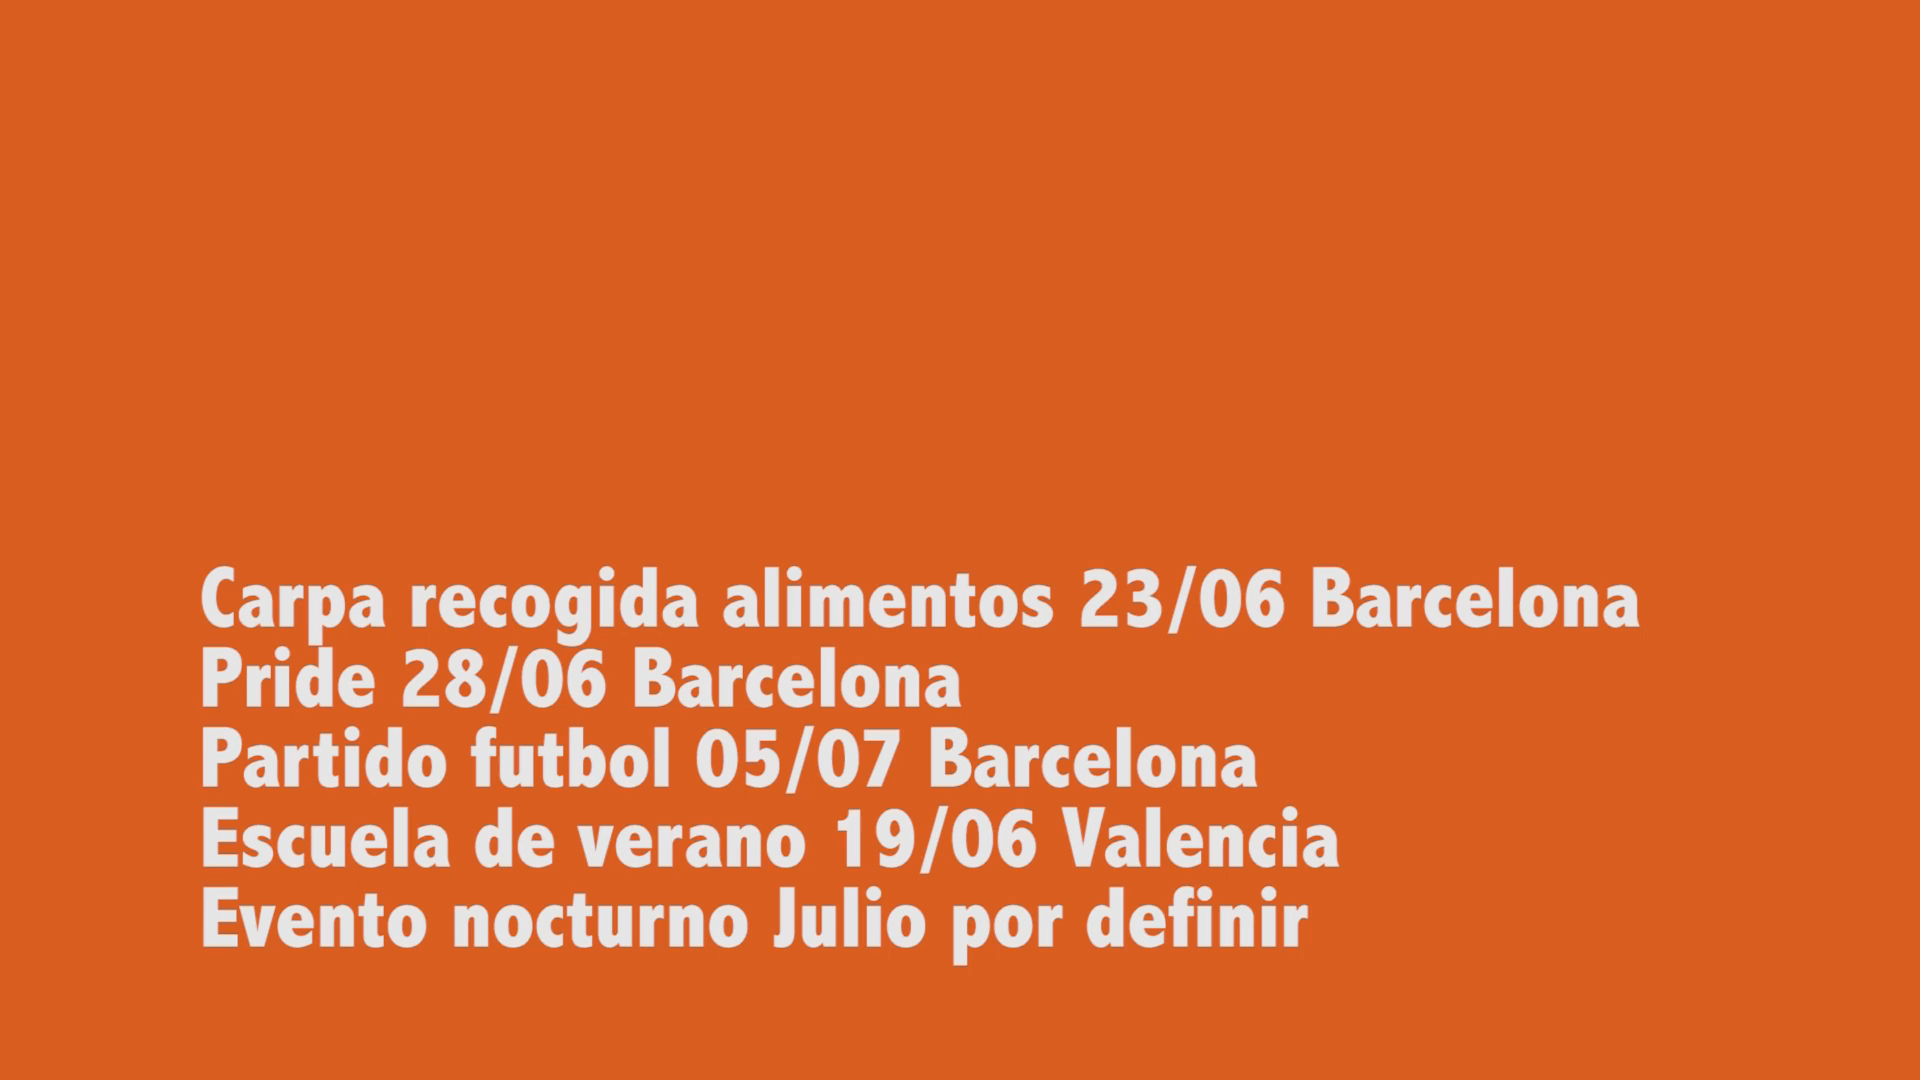 Carpa recogida alimentos 23/06 Barcelona
Pride 28/06 Barcelona
Partido futbol 05/07 Barcelona
Escuela de verano 19/06 Valencia
Evento nocturno Julio por definir